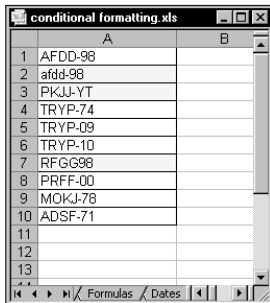 conditional formatting.xls
A B
1 AFDD-98
2 afdd-98
3 PKJJ-YT
4 TRYP-74
5 TRYP-09
6 TRYP-10
7 RFGG98
8 PRFF-00
9 MOKJ-78
10 ADSF-71
11
12
13
Formulas Dates